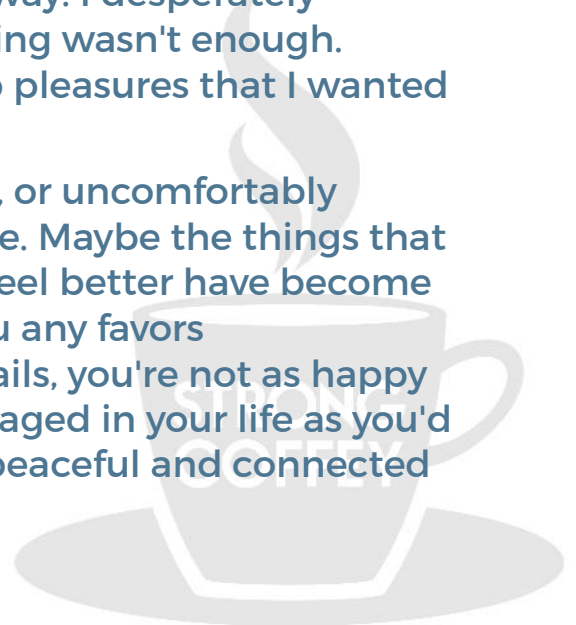 way. I desperately
ing wasn't enough.
pleasures that I wanted
, or uncomfortably
e. Maybe the things that
eel better have become
u any favors
ails, you're not as happy
aged in your life as you'd
peaceful and connected
STRONG
COFFEY